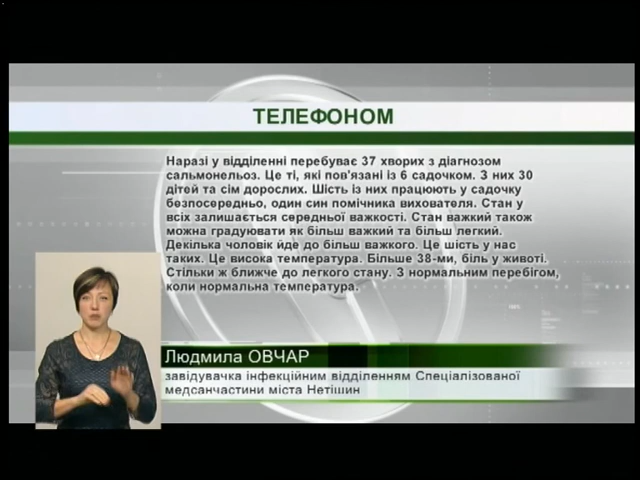 ТЕЛЕФОНОМ
Наразі у відділенні перебуває 37 хворих з діагнозом
сальмонельоз. Це ті, які пов'язані із 6 садочком. З них 30
дітей та сім дорослих. Шість із них працюють у садочку
безпосередньо, один син помічника вихователя. Стан у
всіх залишається середньої важкості. Стан важкий також
можна градуювати як більш важкий та більш легкий.
Декілька чоловік йде до більш важкого. Це шість у нас
таких. Це висока температура. Більше 38-ми, біль у животі.
Стільки ж ближче до легкого стану. З нормальним перебігом,
коли нормальна температура.
Людмила ОВЧАР
завідувачка інфекційним відділенням Спеціалізованої
медсанчастини міста Нетішин